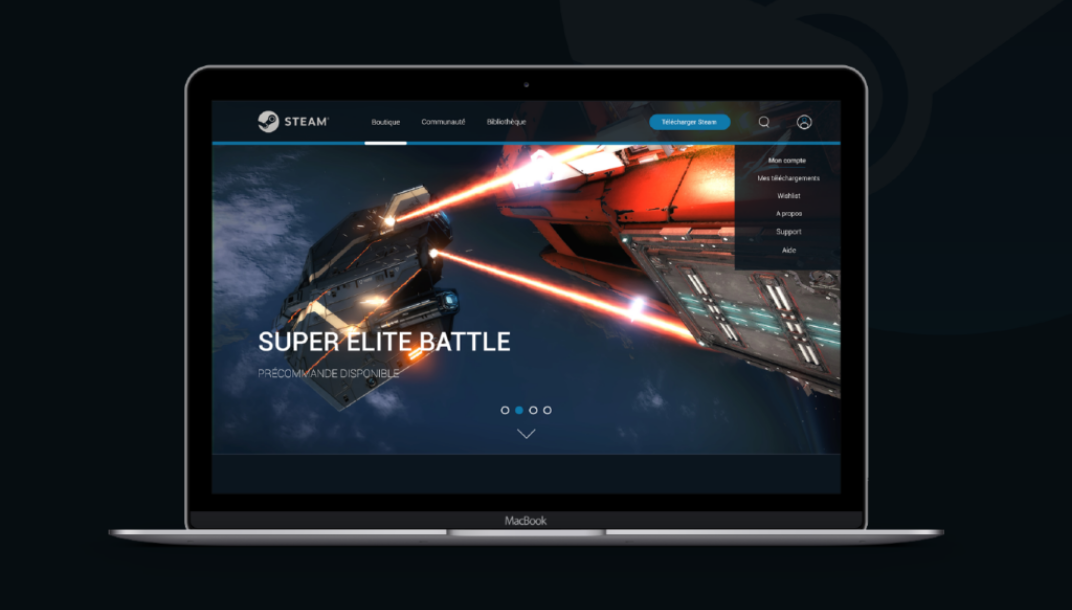 STEAM
Boutique Communauté Bibliothèque
Télécharger Steam
Mon compte
Mes téléchargements
Wishlist
A propos
Support
Aide
SUPER ELITE BATTLE
PRÉCOMMANDE DISPONIBLE
MacBook